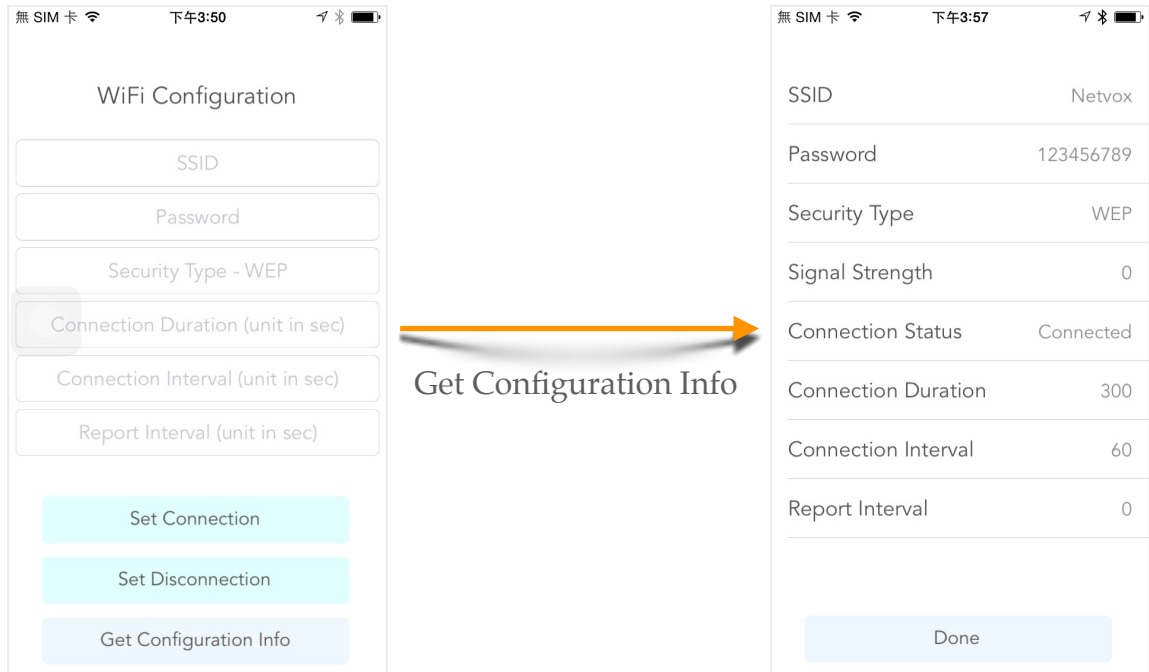 無 SIM 卡 下午3:50
WiFi Configuration
SSID
Password
Security Type - WEP
Connection Duration (unit in sec)
Connection Interval (unit in sec)
Report Interval (unit in sec)
Set Connection
Set Disconnection
Get Configuration Info
Get Configuration Info
無 SIM 卡 下午3:57
SSID Netvox
Password 123456789
Security Type WEP
Signal Strength 0
Connection Status Connected
Connection Duration 300
Connection Interval 60
Report Interval 0
Done